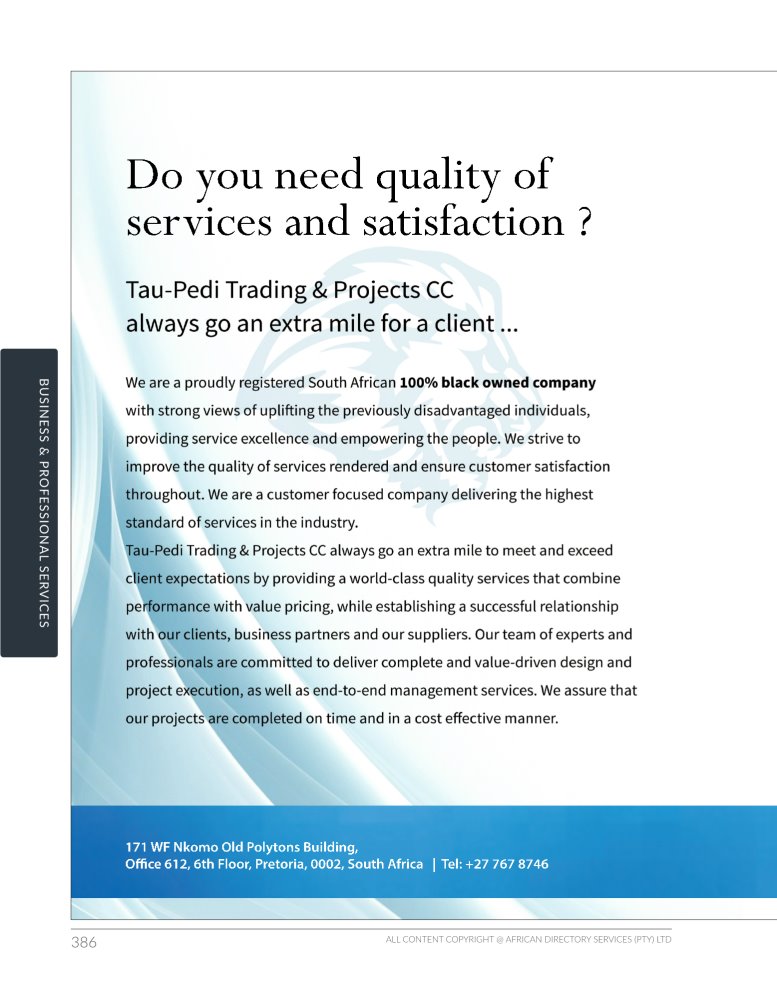 Do you need quality of
services and satisfaction ?
Tau-Pedi Trading & Projects CC
always go an extra mile for a client ...
We are a proudly registered South African 100% black owned company
with strong views of uplifting the previously disadvantaged individuals,
providing service excellence and empowering the people. We strive to
improve the quality of services rendered and ensure customer satisfaction
throughout. We are a customer focused company delivering the highest
standard of services in the industry.
Tau-Pedi Trading & Projects CC always go an extra mile to meet and exceed
client expectations by providing a world-class quality services that combine
performance with value pricing, while establishing a successful relationship
with our clients, business partners and our suppliers. Our team of experts and
professionals are committed to deliver complete and value-driven design and
project execution, as well as end-to-end management services. We assure that
our projects are completed on time and in a cost effective manner.
BUSINESS & PROFESSIONAL SERVICES
171 WF Nkomo Old Polytons Building,
Office 612, 6th Floor, Pretoria, 0002, South Africa | Tel: +27 767 8746
386
ALL CONTENT COPYRIGHT @ AFRICAN DIRECTORY SERVICES (PTY) LTD